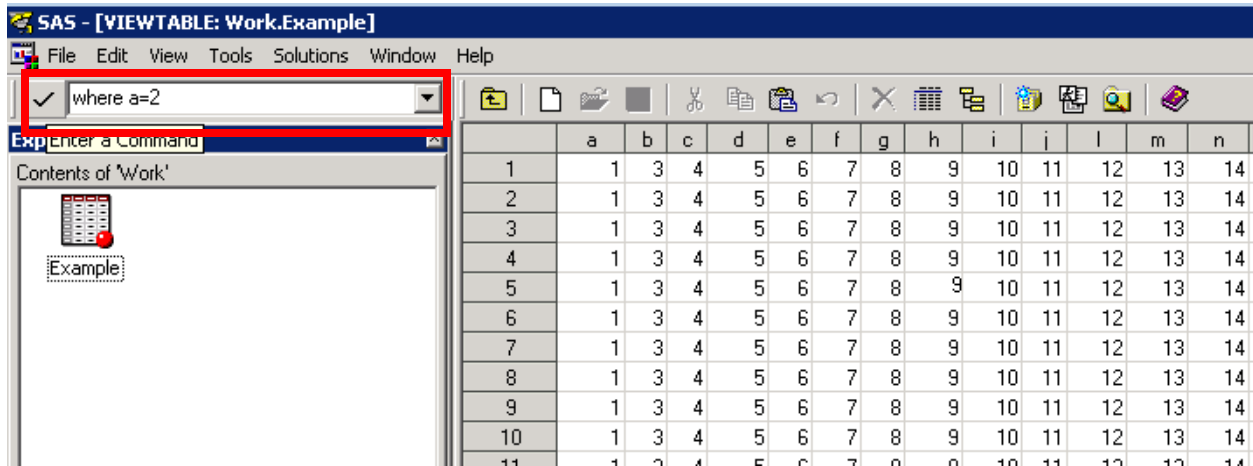 SAS - [VIEWTABLE: Work.Example]
File Edit View Tools Solutions Window Help
where a=2
Enter a Command
Exp
Contents of 'Work'
Example
a b c d e f g h i j l m n
1 1 3 4 5 6 7 8 9 10 11 12 13 14
2 1 3 4 5 6 7 8 9 10 11 12 13 14
3 1 3 4 5 6 7 8 9 10 11 12 13 14
4 1 3 4 5 6 7 8 9 10 11 12 13 14
5 1 3 4 5 6 7 8 9 10 11 12 13 14
6 1 3 4 5 6 7 8 9 10 11 12 13 14
7 1 3 4 5 6 7 8 9 10 11 12 13 14
8 1 3 4 5 6 7 8 9 10 11 12 13 14
9 1 3 4 5 6 7 8 9 10 11 12 13 14
10 1 3 4 5 6 7 8 9 10 11 12 13 14